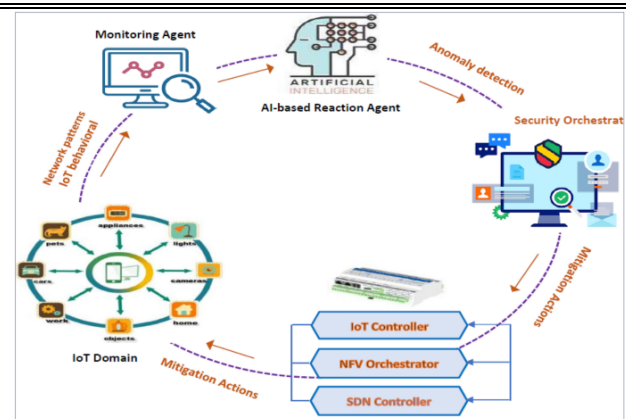 Monitoring Agent
ARTIFICIAL
INTELLIGENCE
AI-based Reaction Agent
Anomaly detection
Security Orchestrat
Network patterns
IoT behavioral
appliances
pets
lights
cars
cameras
work
home
objects
IoT Domain
Mitigation Actions
IoT Controller
NFV Orchestrator
SDN Controller
Mitigation Actions